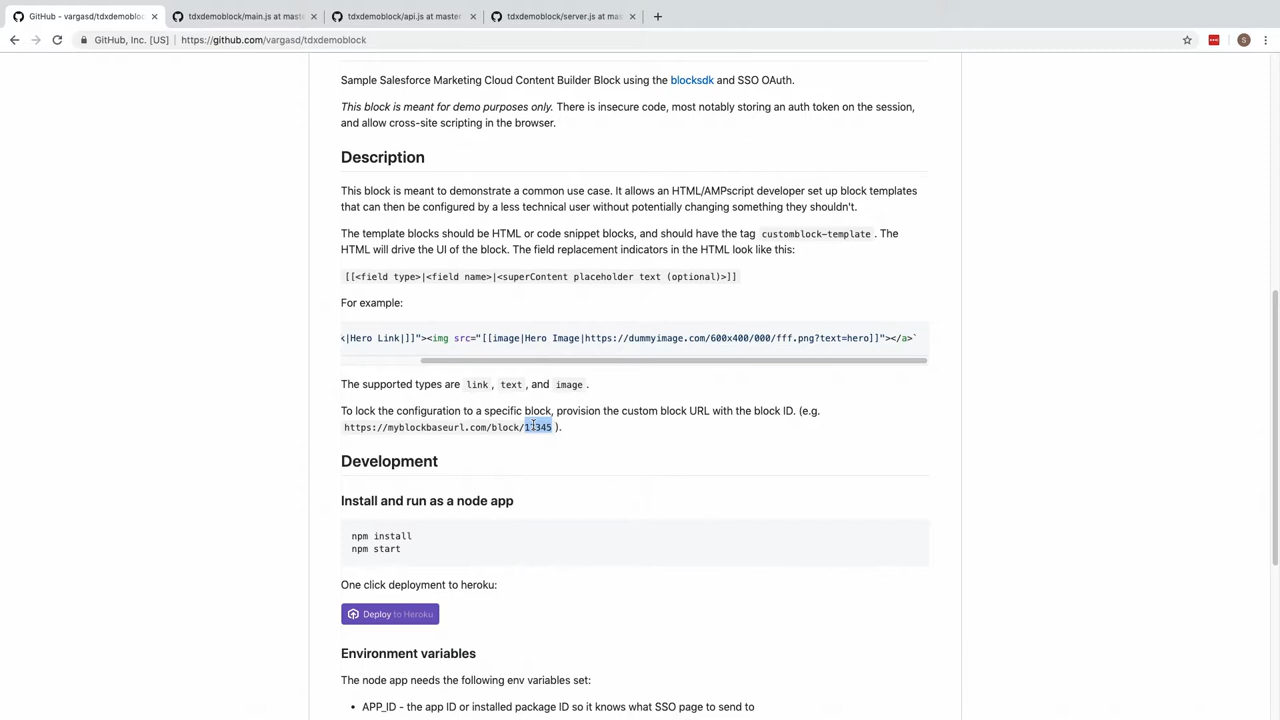 GitHub - vargasd/tdxdemobloc
tdxdemoblock/main.js at maste
tdxdemoblock/api.js at master
tdxdemoblock/server.js at mas
GitHub, Inc. [US]
https://github.com/vargasd/tdxdemoblock
S
Sample Salesforce Marketing Cloud Content Builder Block using the blocksdk and SSO OAuth.
This block is meant for demo purposes only. There is insecure code, most notably storing an auth token on the session,
and allow cross-site scripting in the browser.
Description
This block is meant to demonstrate a common use case. It allows an HTML/AMPscript developer set up block templates
that can then be configured by a less technical user without potentially changing something they shouldn't.
The template blocks should be HTML or code snippet blocks, and should have the tag customblock-template . The
HTML will drive the UI of the block. The field replacement indicators in the HTML look like this:
[[<field type>|<field name>|<superContent placeholder text (optional)>]]
For example:
k|Hero Link|]]"><img src="[[image|Hero Image|https://dummyimage.com/600x400/000/fff.png?text=hero]]"></a>`
The supported types are link , text , and image .
To lock the configuration to a specific block, provision the custom block URL with the block ID. (e.g.
https://myblockbaseurl.com/block/12345 ).
Development
Install and run as a node app
npm install
npm start
One click deployment to heroku:
Deploy to Heroku
Environment variables
The node app needs the following env variables set:
• APP_ID - the app ID or installed package ID so it knows what SSO page to send to